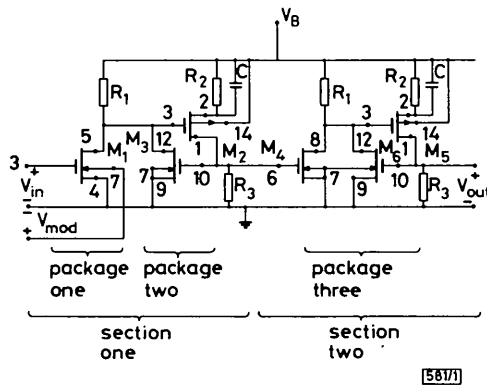 V_B
R_1
R_2
C
R_1
R_2
C
3
2
14
3
2
14
5
M_3
12
1
8
12
1
3
M_1
M_2
M_4
M_6
M_5
V_in
+
-
4
7
7
9
10
R_3
6
7
9
10
R_3
V_out
+
-
-
V_mod
+
package one
package two
package three
section one
section two
581/1